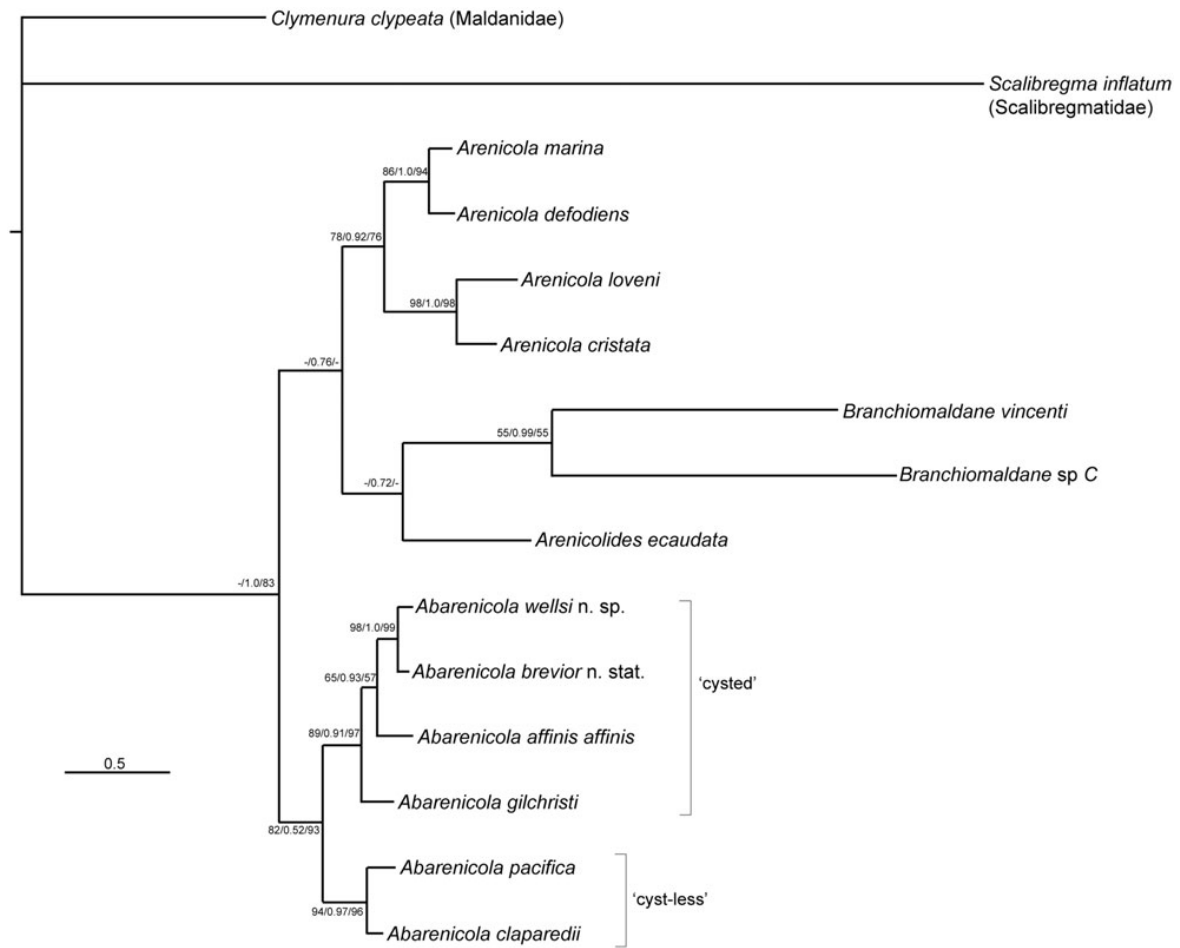 Clymenura clypeata (Maldanidae)
Scalibregma inflatum
(Scalibregmatidae)
Arenicola marina
86/1.0/94
Arenicola defodiens
78/0.92/76
Arenicola loveni
98/1.0/98
Arenicola cristata
-/0.76/-
Branchiomaldane vincenti
55/0.99/55
Branchiomaldane sp C
-/0.72/-
Arenicolides ecaudata
-/1.0/83
Abarenicola wellsi n. sp.
98/1.0/99
Abarenicola brevior n. stat.
65/0.93/57
'cysted'
Abarenicola affinis affinis
89/0.91/97
0.5
Abarenicola gilchristi
82/0.52/93
Abarenicola pacifica
'cyst-less'
94/0.97/96
Abarenicola claparedii